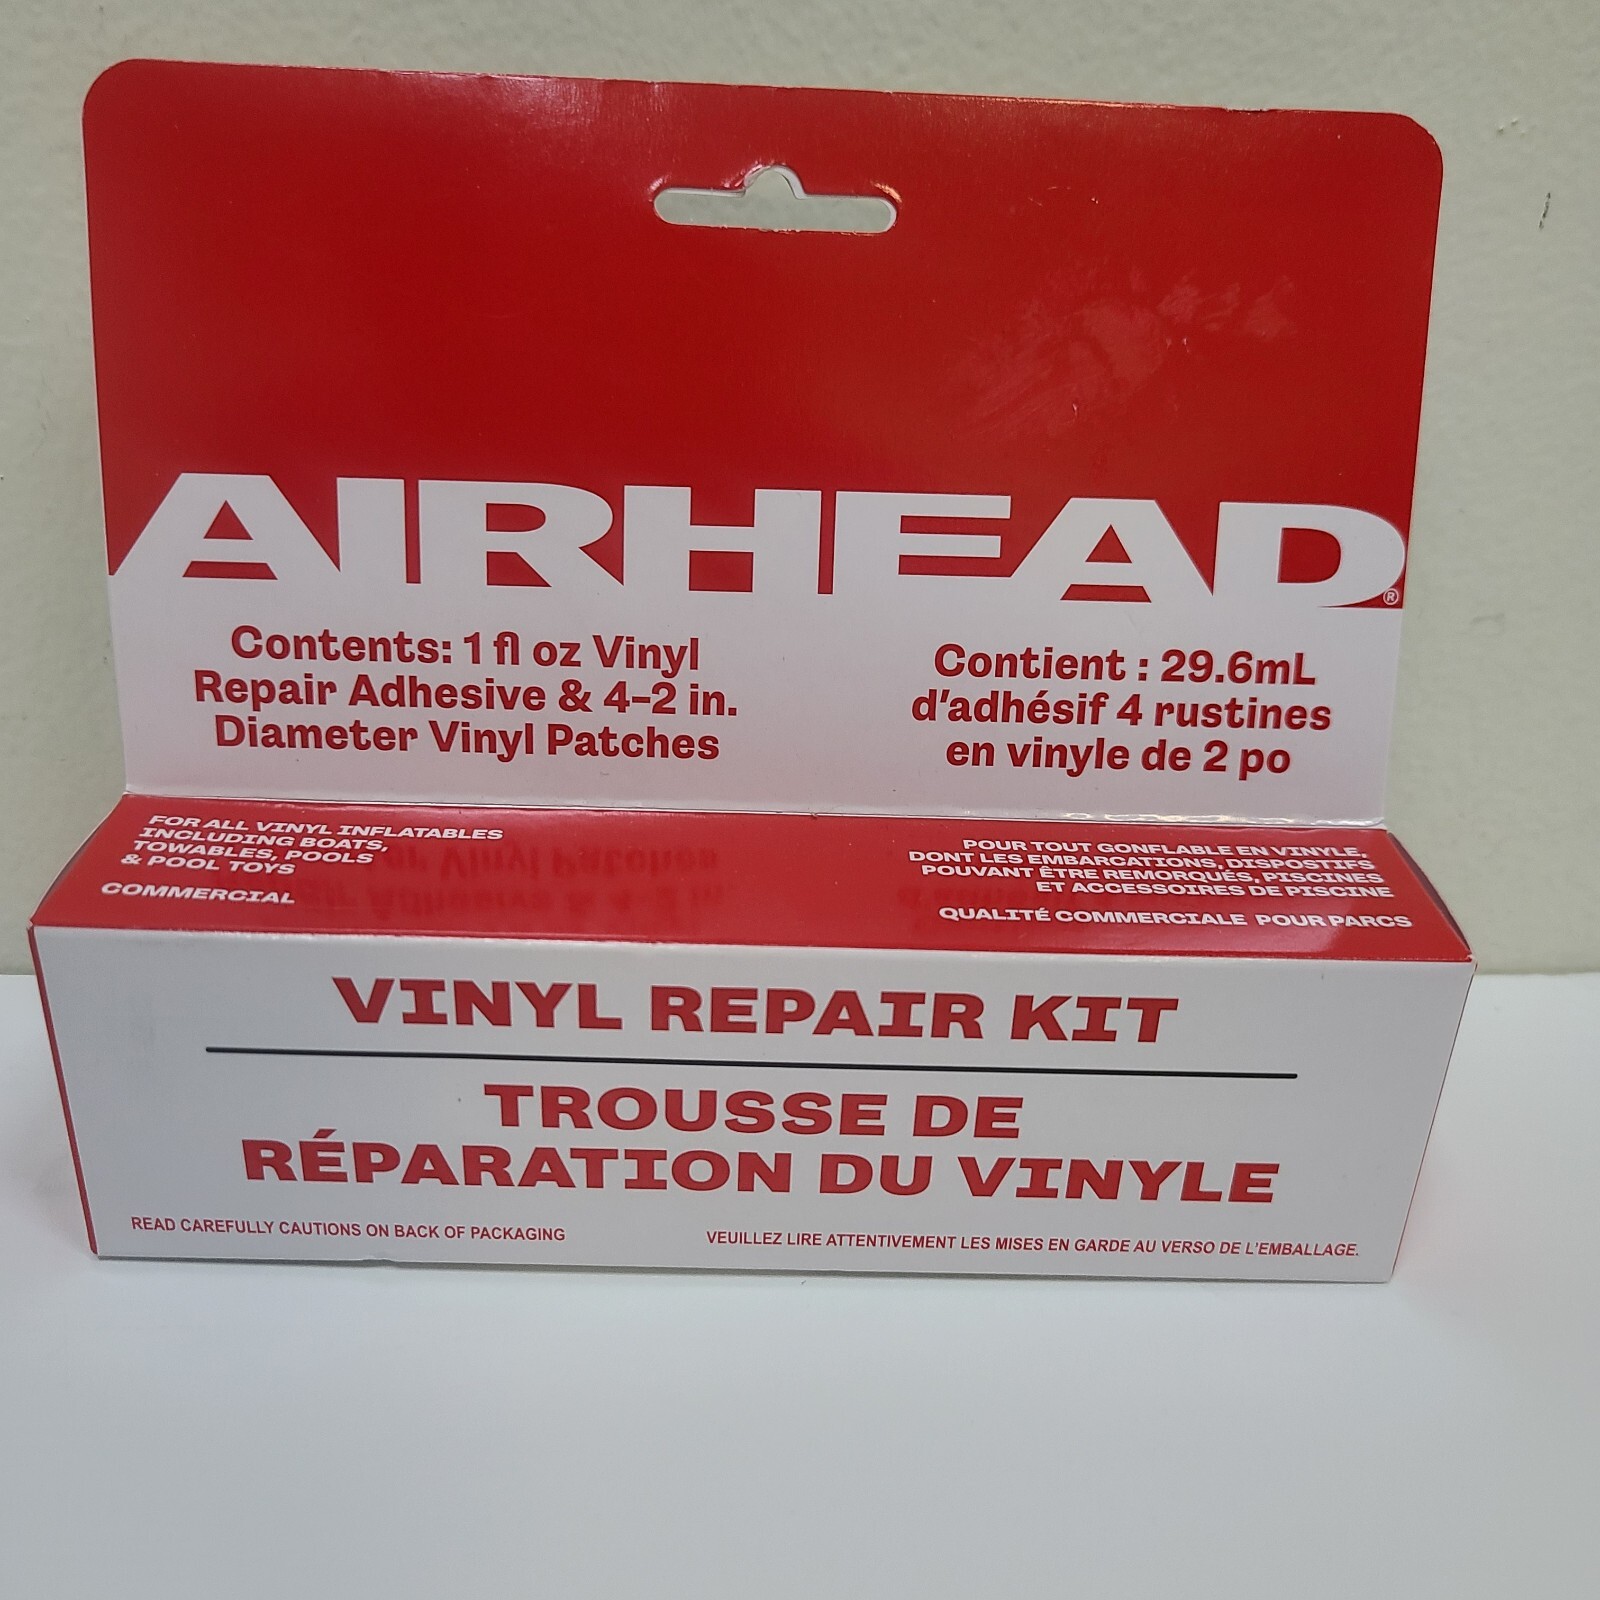 AIRHEAD®
Contents: 1 fl oz Vinyl
Repair Adhesive & 4-2 in.
Diameter Vinyl Patches
Contient : 29.6mL
d'adhésif 4 rustines
en vinyle de 2 po
FOR ALL VINYL INFLATABLES
INCLUDING BOATS,
TOWABLES, POOLS
& POOL TOYS
COMMERCIAL
POUR TOUT GONFLABLE EN VINYLE,
DONT LES EMBARCATIONS, DISPOSTIFS
POUVANT ÊTRE REMORQUÉS, PISCINES
ET ACCESSOIRES DE PISCINE
QUALITÉ COMMERCIALE POUR PARCS
VINYL REPAIR KIT
TROUSSE DE
RÉPARATION DU VINYLE
READ CAREFULLY CAUTIONS ON BACK OF PACKAGING
VEUILLEZ LIRE ATTENTIVEMENT LES MISES EN GARDE AU VERSO DE L'EMBALLAGE.